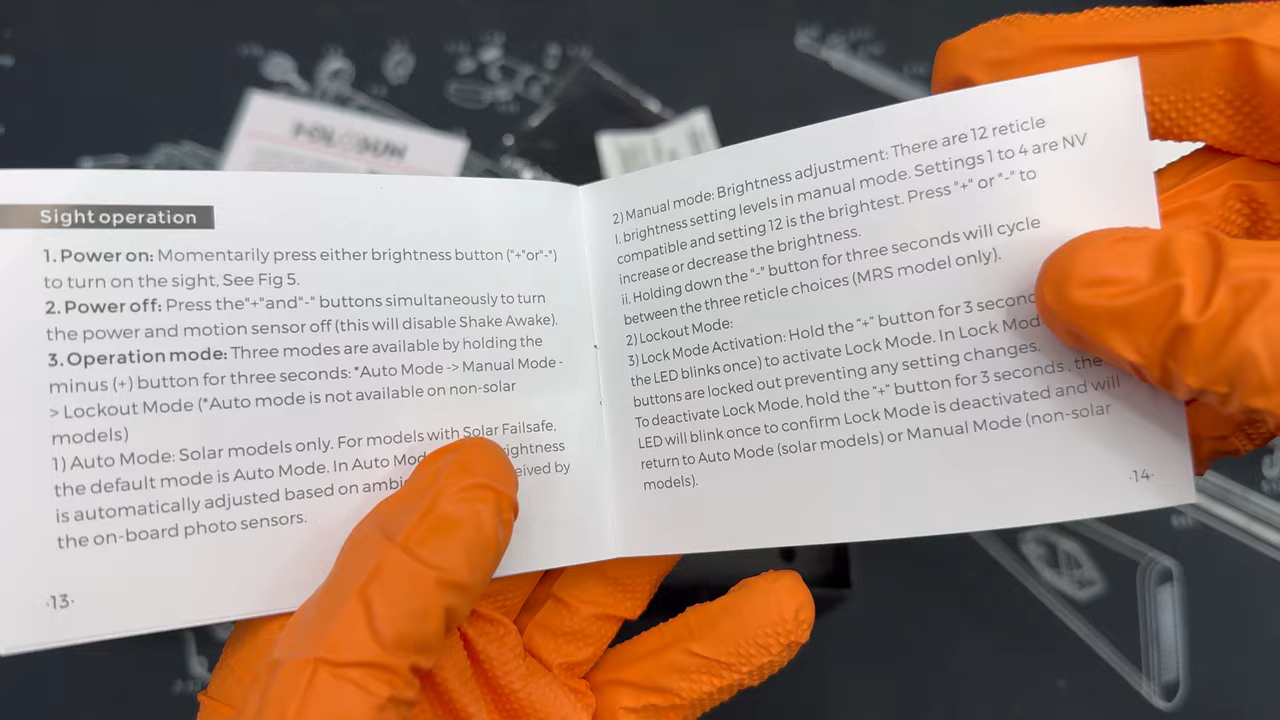 HOLOSUN
Sight operation
1. Power on: Momentarily press either brightness button ("+"or"-")
to turn on the sight, See Fig 5.
2. Power off: Press the"+"and"-" buttons simultaneously to turn
the power and motion sensor off (this will disable Shake Awake).
3. Operation mode: Three modes are available by holding the
minus (+) button for three seconds: *Auto Mode -> Manual Mode -
> Lockout Mode (*Auto mode is not available on non-solar
models)
1) Auto Mode: Solar models only. For models with Solar Failsafe,
the default mode is Auto Mode. In Auto
is automatically adjusted based on
the on-board photo sensors.
·13·
2) Manual mode: Brightness adjustment: There are 12 reticle
I. brightness setting levels in manual mode. Settings 1 to 4 are NV
compatible and setting 12 is the brightest. Press "+" or "-" to
increase or decrease the brightness.
ii. Holding down the "-" button for three seconds will cycle
between the three reticle choices (MRS model only).
2) Lockout Mode:
3) Lock Mode Activation: Hold the "+" button for 3
the LED blinks once) to activate Lock Mode. In Lock
buttons are locked out preventing any setting changes.
To deactivate Lock Mode, hold the "+" button for 3 seconds , the
LED will blink once to confirm Lock Mode is deactivated and will
return to Auto Mode (solar models) or Manual Mode (non-solar
models).
·14·